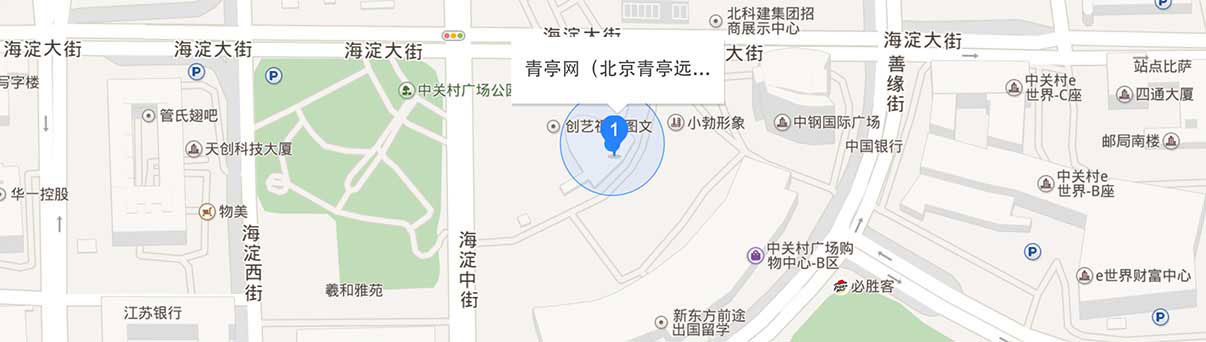 北科建集团招
商展示中心
海淀大街
海淀大街
海淀大街
海淀大街
大街
海淀大街
青亭网（北京青亭远...
写字楼
P
P
P
中关村广场公
善缘街
中关村e
世界-C座
站点比萨
四通大厦
管氏翅吧
创艺
图文
1
小勃形象
中钢国际广场
中国银行
邮局南楼
天创科技大厦
华一控股
物美
中关村e
世界-B座
海淀西街
海淀中街
中关村广场购
物中心-B区
P
e世界财富中心
必胜客
羲和雅苑
江苏银行
新东方前途
出国留学
P